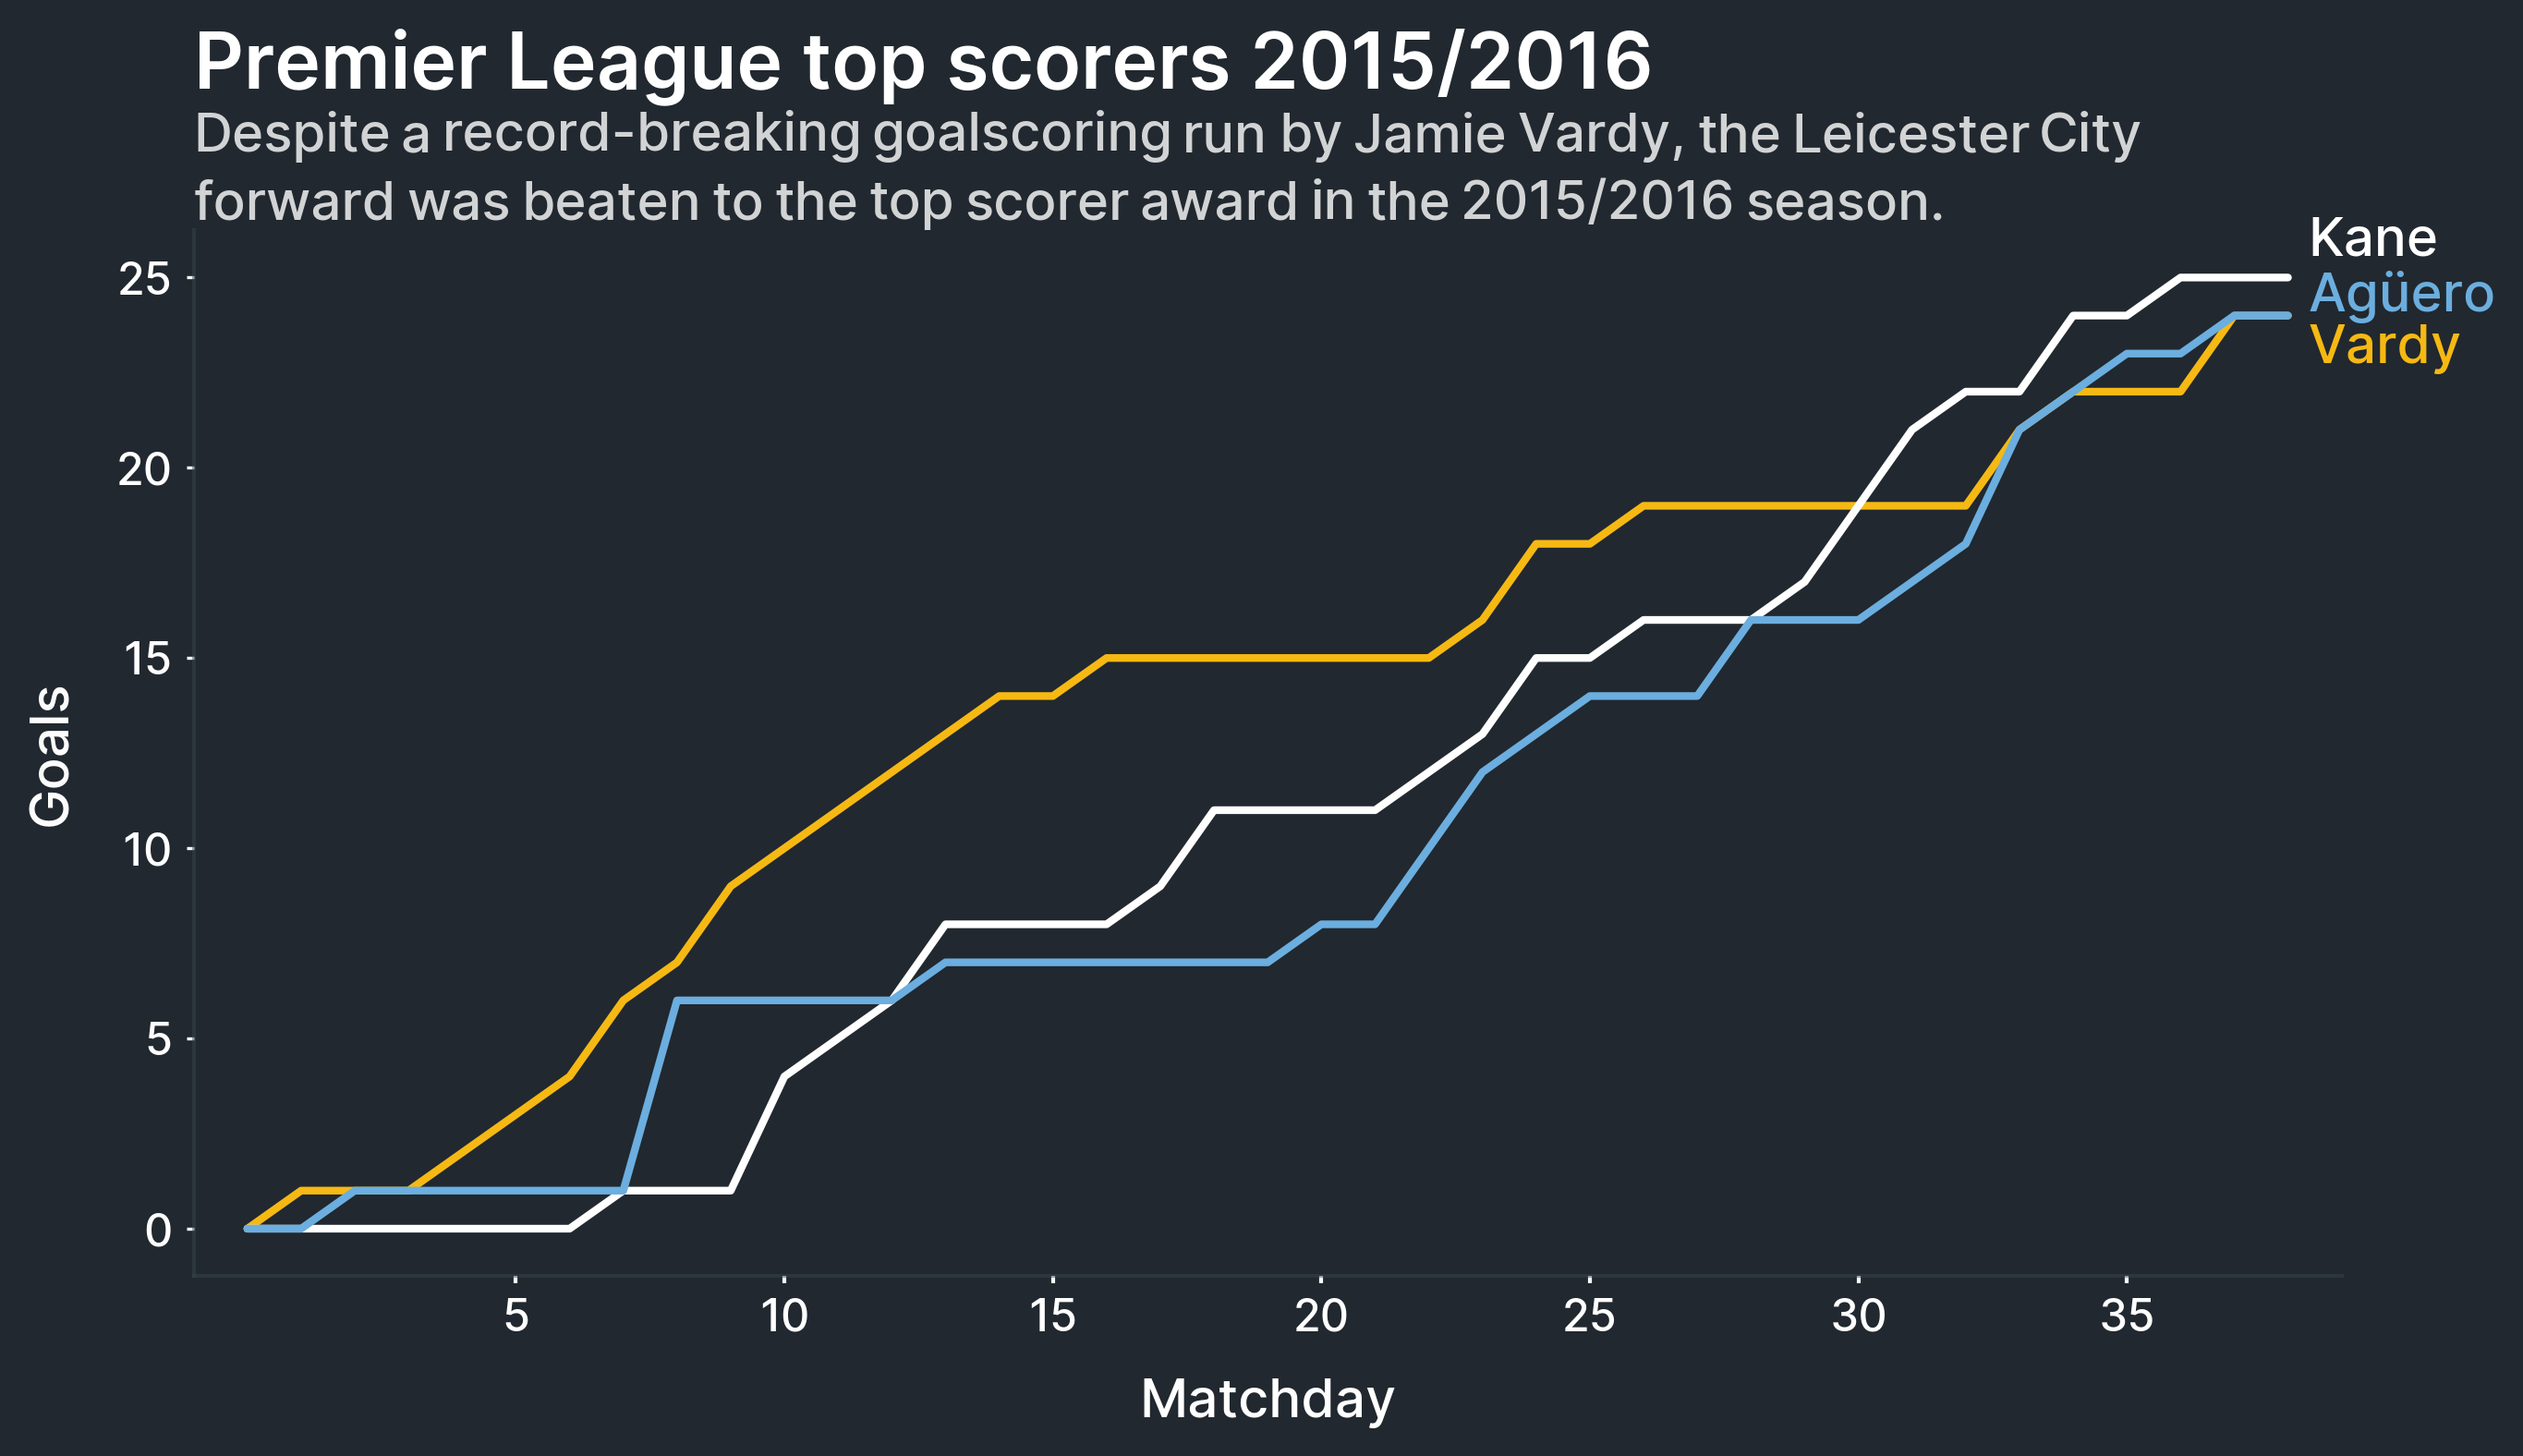 Premier League top scorers 2015/2016
Despite a record-breaking goalscoring run by Jamie Vardy, the Leicester City
forward was beaten to the top scorer award in the 2015/2016 season.
Kane
Agüero
Vardy
25
20
15
10
5
0
Goals
5 10 15 20 25 30 35
Matchday